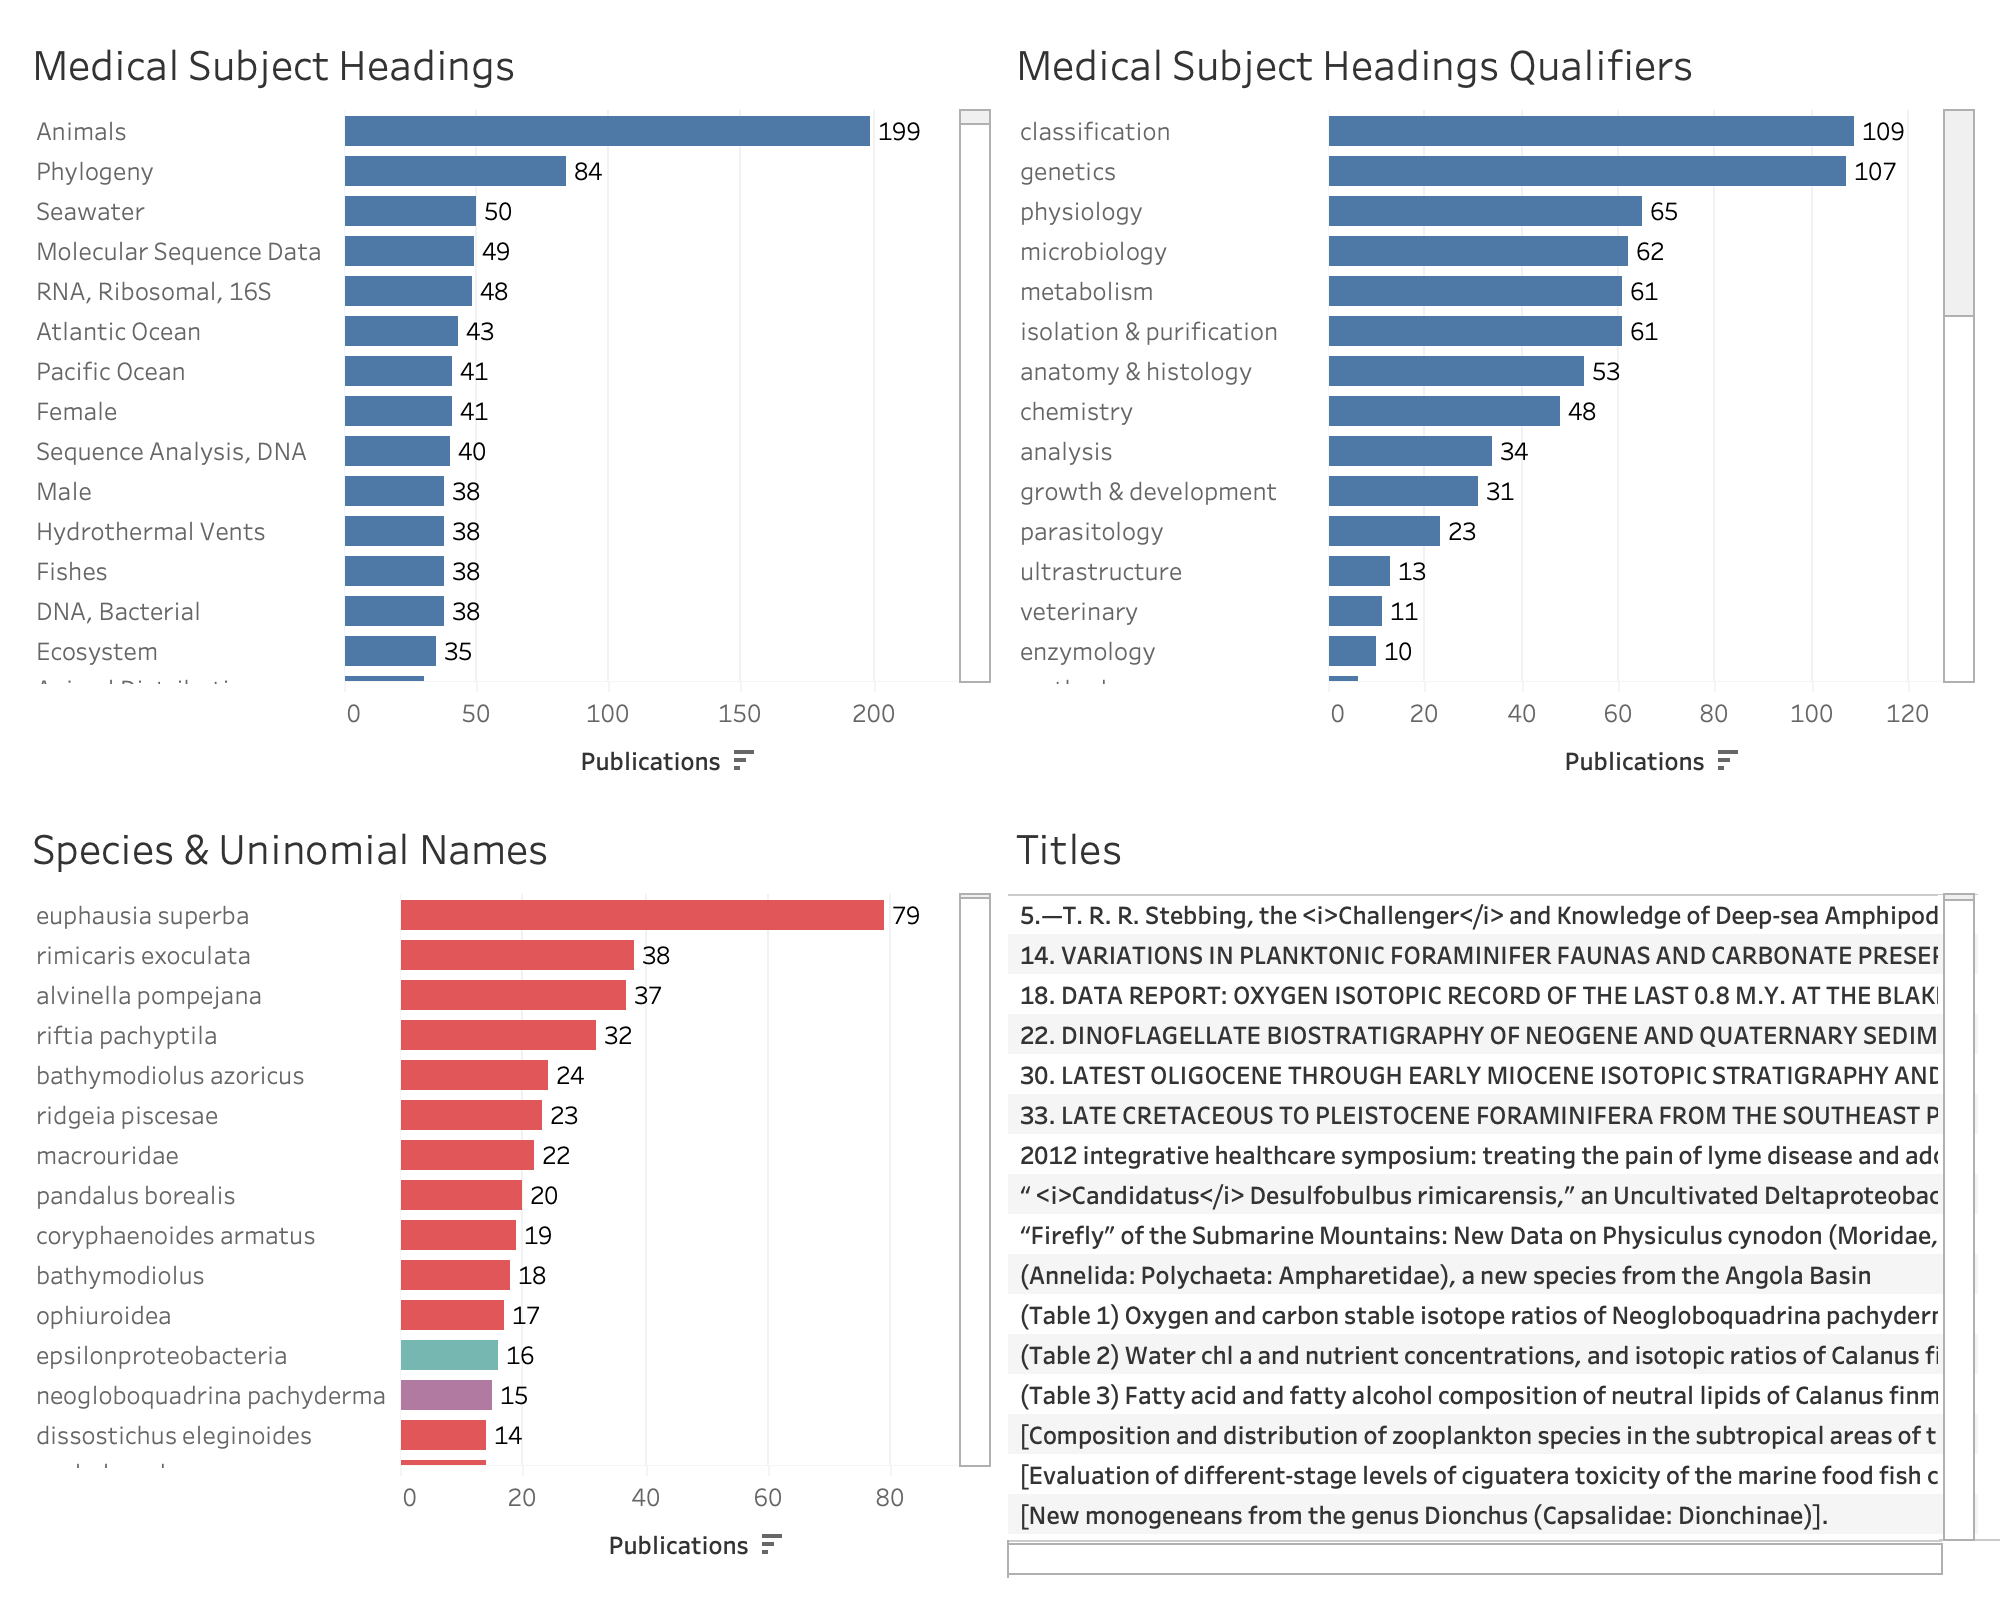 Medical Subject Headings
Animals 199
Phylogeny 84
Seawater 50
Molecular Sequence Data 49
RNA, Ribosomal, 16S 48
Atlantic Ocean 43
Pacific Ocean 41
Female 41
Sequence Analysis, DNA 40
Male 38
Hydrothermal Vents 38
Fishes 38
DNA, Bacterial 38
Ecosystem 35
0 50 100 150 200
Publications
Medical Subject Headings Qualifiers
classification 109
genetics 107
physiology 65
microbiology 62
metabolism 61
isolation & purification 61
anatomy & histology 53
chemistry 48
analysis 34
growth & development 31
parasitology 23
ultrastructure 13
veterinary 11
enzymology 10
0 20 40 60 80 100 120
Publications
Species & Uninomial Names
euphausia superba 79
rimicaris exoculata 38
alvinella pompejana 37
riftia pachyptila 32
bathymodiolus azoricus 24
ridgeia piscesae 23
macrouridae 22
pandalus borealis 20
coryphaenoides armatus 19
bathymodiolus 18
ophiuroidea 17
epsilonproteobacteria 16
neogloboquadrina pachyderma 15
dissostichus eleginoides 14
0 20 40 60 80
Publications
Titles
5.—T. R. R. Stebbing, the <i>Challenger</i> and Knowledge of Deep-sea Amphipod
14. VARIATIONS IN PLANKTONIC FORAMINIFER FAUNAS AND CARBONATE
18. DATA REPORT: OXYGEN ISOTOPIC RECORD OF THE LAST 0.8 M.Y. AT THE
22. DINOFLAGELLATE BIOSTRATIGRAPHY OF NEOGENE AND QUATERNARY SEDIM
30. LATEST OLIGOCENE THROUGH EARLY MIOCENE ISOTOPIC STRATIGRAPHY AND
33. LATE CRETACEOUS TO PLEISTOCENE FORAMINIFERA FROM THE SOUTHEAST P
2012 integrative healthcare symposium: treating the pain of lyme disease and
“ <i>Candidatus</i> Desulfobulbus rimicarensis,” an Uncultivated Deltaproteobac
“Firefly” of the Submarine Mountains: New Data on Physiculus cynodon (Moridae,
(Annelida: Polychaeta: Ampharetidae), a new species from the Angola Basin
(Table 1) Oxygen and carbon stable isotope ratios of Neogloboquadrina
(Table 2) Water chl a and nutrient concentrations, and isotopic ratios of Calanus
(Table 3) Fatty acid and fatty alcohol composition of neutral lipids of Calanus finm
[Composition and distribution of zooplankton species in the subtropical areas of t
[Evaluation of different-stage levels of ciguatera toxicity of the marine food fish c
[New monogeneans from the genus Dionchus (Capsalidae: Dionchinae)].